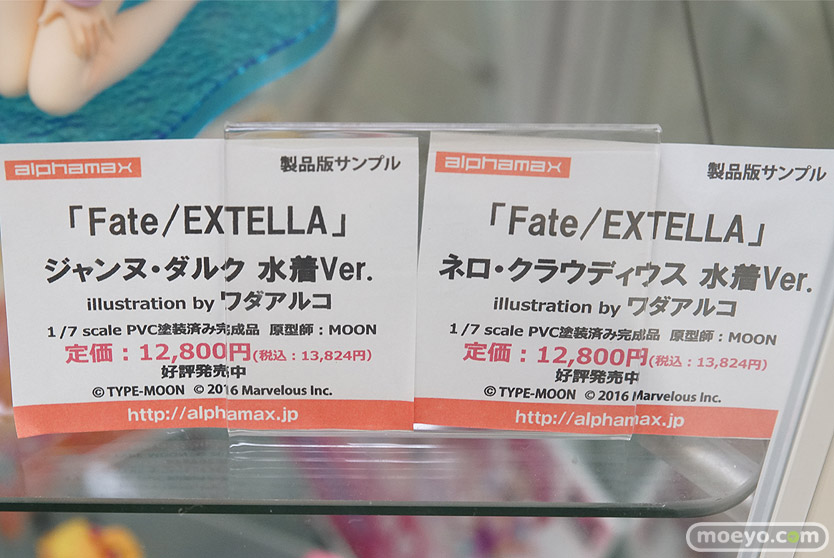 alphamax
製品版サンプル
「Fate/EXTELLA」
ジャンヌ・ダルク 水着Ver.
illustration by ワダアルコ
1/7 scale PVC塗装済み完成品 原型師：MOON
定価：12,800円(税込：13,824円)
好評発売中
© TYPE-MOON © 2016 Marvelous Inc.
http://alphamax.jp
alphamax
製品版サンプル
「Fate/EXTELLA」
ネロ・クラウディウス 水着Ver.
illustration by ワダアルコ
1/7 scale PVC塗装済み完成品 原型師：MOON
定価：12,800円(税込：13,824円)
好評発売中
© TYPE-MOON © 2016 Marvelous Inc.
http://alphamax.jp
moeyo.com